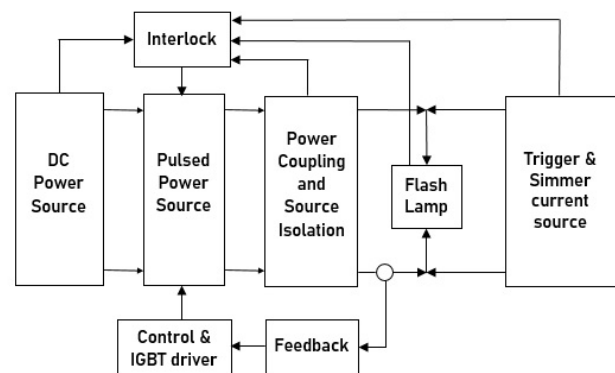 Interlock
DC
Power
Source
Pulsed
Power
Source
Power
Coupling
and
Source
Isolation
Flash
Lamp
Trigger &
Simmer
current
source
Control &
IGBT driver
Feedback